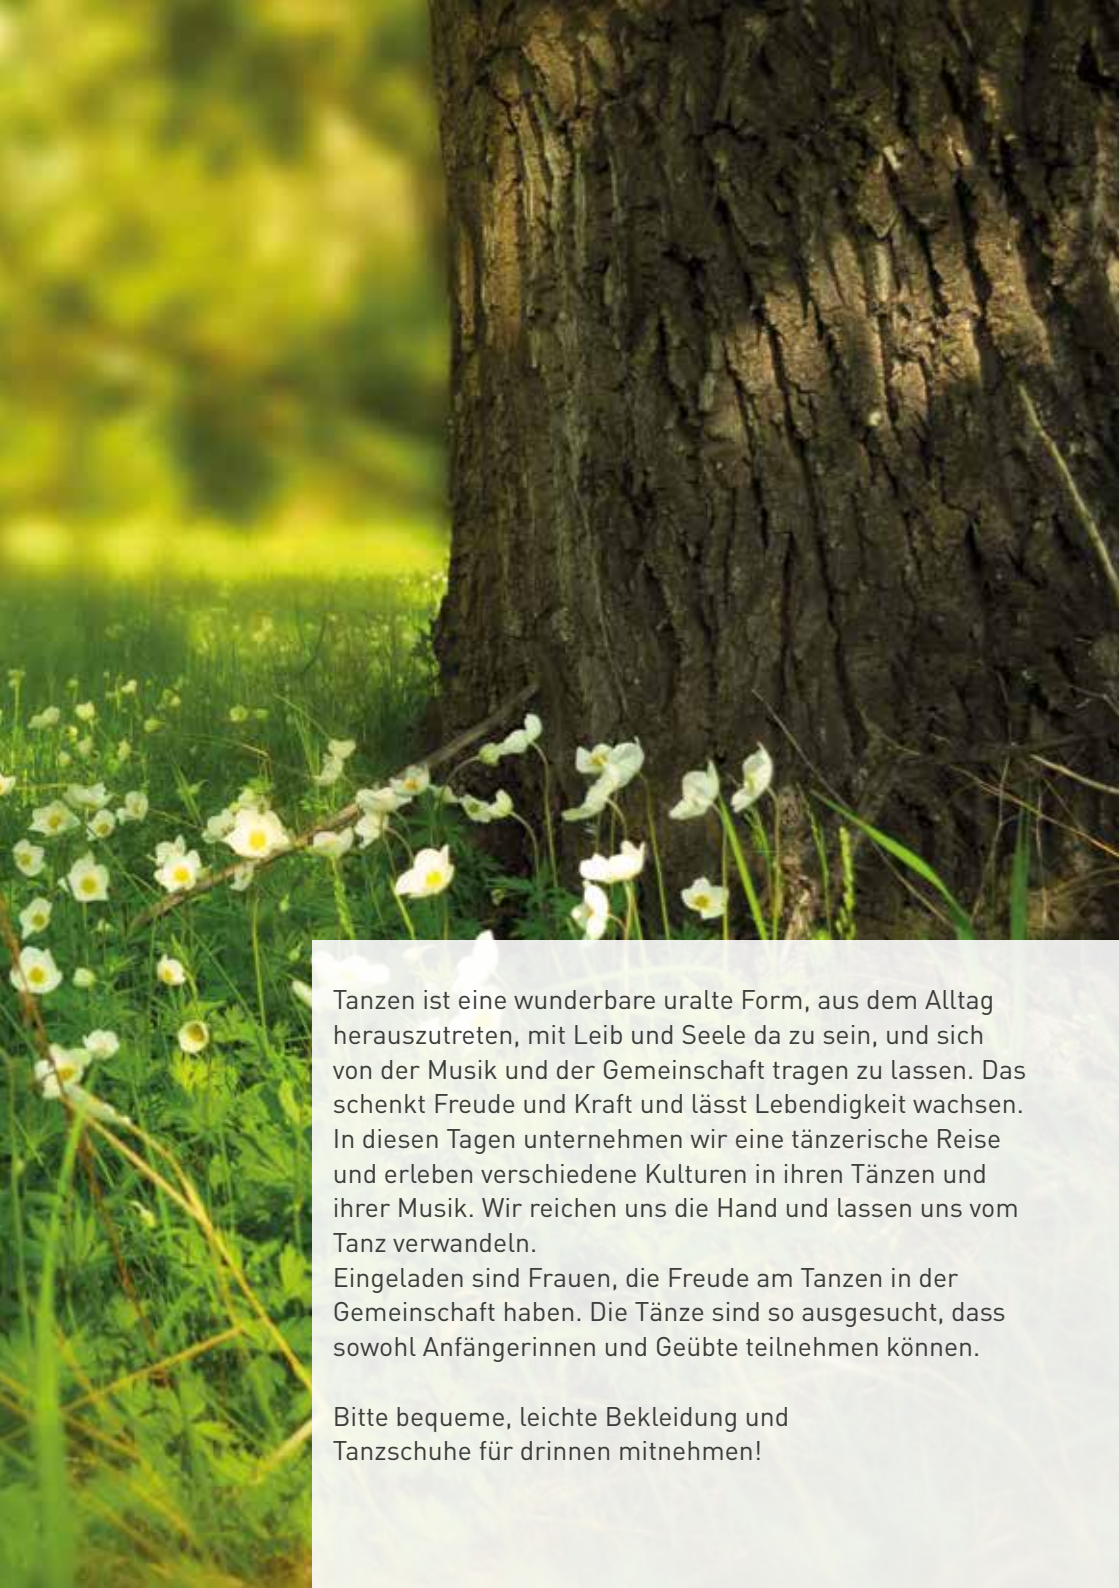 Tanzen ist eine wunderbare uralte Form, aus dem Alltag
herauszutreten, mit Leib und Seele da zu sein, und sich
von der Musik und der Gemeinschaft tragen zu lassen. Das
schenkt Freude und Kraft und lässt Lebendigkeit wachsen.
In diesen Tagen unternehmen wir eine tänzerische Reise
und erleben verschiedene Kulturen in ihren Tänzen und
ihrer Musik. Wir reichen uns die Hand und lassen uns vom
Tanz verwandeln.
Eingeladen sind Frauen, die Freude am Tanzen in der
Gemeinschaft haben. Die Tänze sind so ausgesucht, dass
sowohl Anfängerinnen und Geübte teilnehmen können.
Bitte bequeme, leichte Bekleidung und
Tanzschuhe für drinnen mitnehmen!